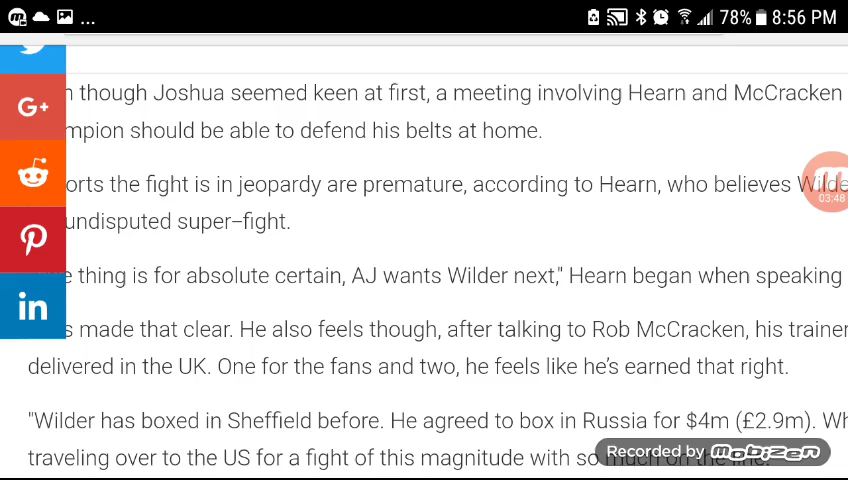 ... 78% 8:56 PM
though Joshua seemed keen at first, a meeting involving Hearn and McCracken
mpion should be able to defend his belts at home.
G+
orts the fight is in jeopardy are premature, according to Hearn, who believes Wilde
03:48
undisputed super–fight.
thing is for absolute certain, AJ wants Wilder next," Hearn began when speaking
in
s made that clear. He also feels though, after talking to Rob McCracken, his trainer
delivered in the UK. One for the fans and two, he feels like he's earned that right.
"Wilder has boxed in Sheffield before. He agreed to box in Russia for $4m (£2.9m). Wh
traveling over to the US for a fight of this magnitude with so much on the line.
Recorded by mobizen